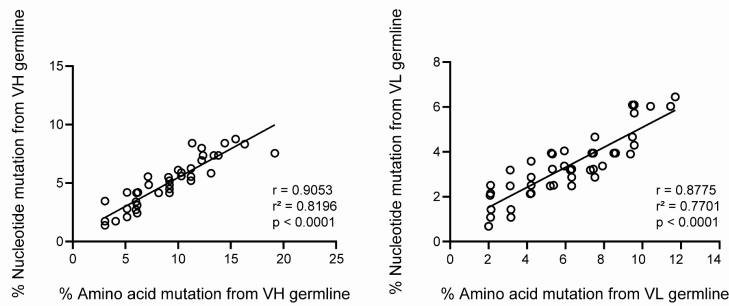 % Nucleotide mutation from VH germline
15
10
5
0
0 5 10 15 20 25
r = 0.9053
r² = 0.8196
p < 0.0001
% Amino acid mutation from VH germline
% Nucleotide mutation from VL germline
8
6
4
2
0
0 2 4 6 8 10 12 14
r = 0.8775
r² = 0.7701
p < 0.0001
% Amino acid mutation from VL germline